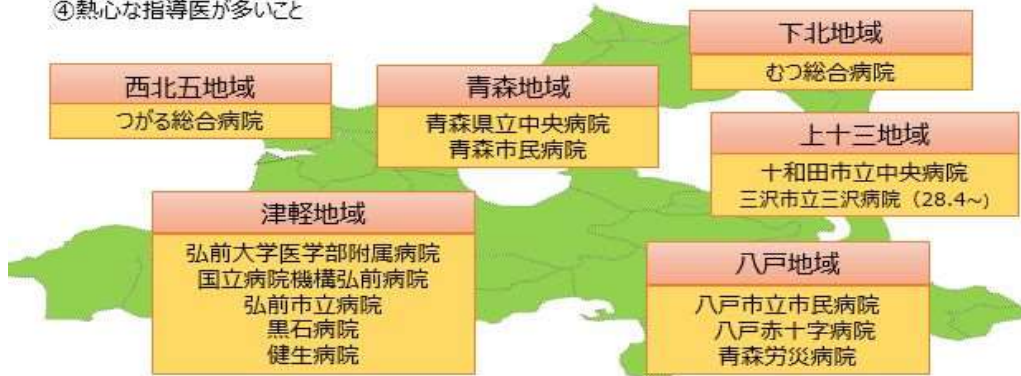 ④熱心な指導医が多いこと
下北地域
むつ総合病院
西北五地域
つがる総合病院
青森地域
青森県立中央病院
青森市民病院
上十三地域
十和田市立中央病院
三沢市立三沢病院（28.4~)
津軽地域
弘前大学医学部附属病院
国立病院機構弘前病院
弘前市立病院
黒石病院
健生病院
八戸地域
八戸市立市民病院
八戸赤十字病院
青森労災病院